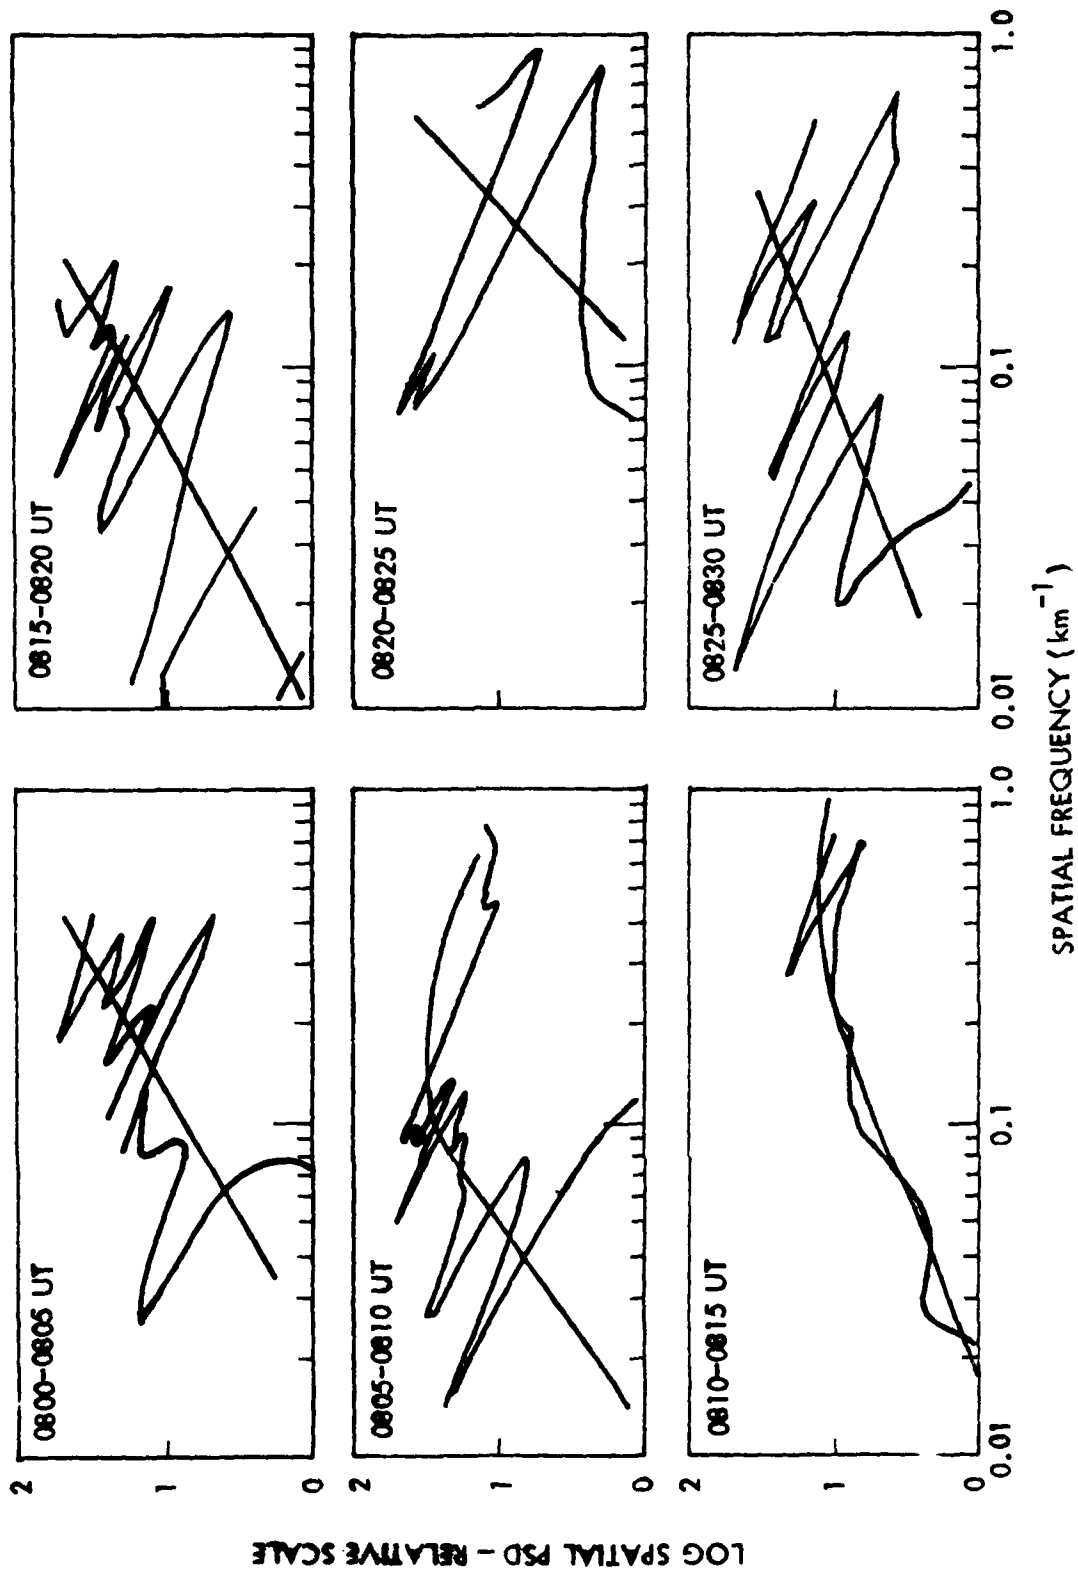 LOG SPATIAL PSD – RELATIVE SCALE
2
0800-0805 UT
0815-0820 UT
1
0
2
0805-0810 UT
0820-0825 UT
1
0
2
0810-0815 UT
0825-0830 UT
1
0
0.01 0.1 1.0 0.01 0.1 1.0
SPATIAL FREQUENCY (km⁻¹)